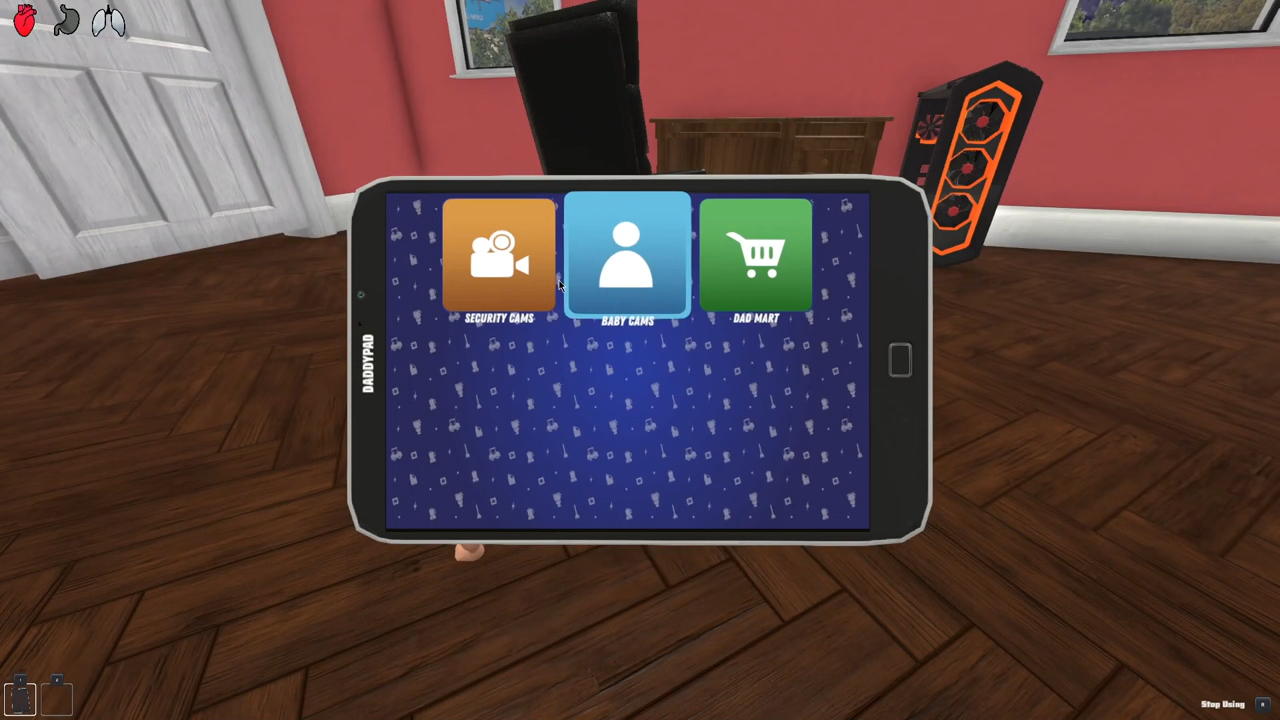 SECURITY CAMS
BABY CAMS
DAD MART
DADDYPAD
Stop Using